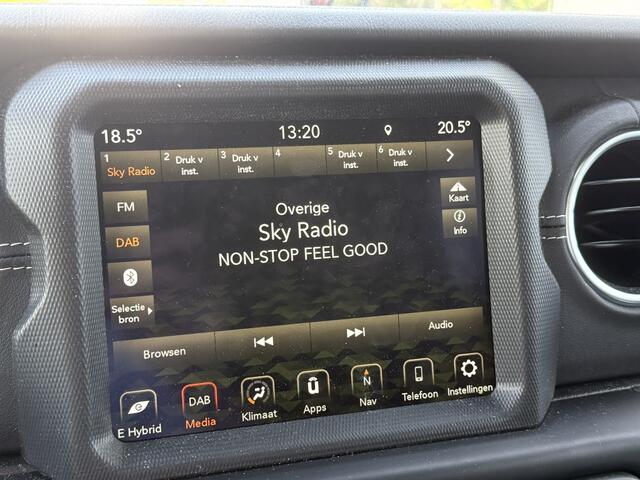 18.5°
13:20
20.5°
1
Sky Radio
2 Druk v
inst.
3 Druk v
inst.
4
5 Druk v
inst.
6 Druk v
inst.
FM
DAB
Selectie
bron
Overige
Sky Radio
NON-STOP FEEL GOOD
Kaart
Info
Browsen
Audio
E Hybrid
DAB
Media
Klimaat
Apps
N
Nav
Telefoon
Instellingen